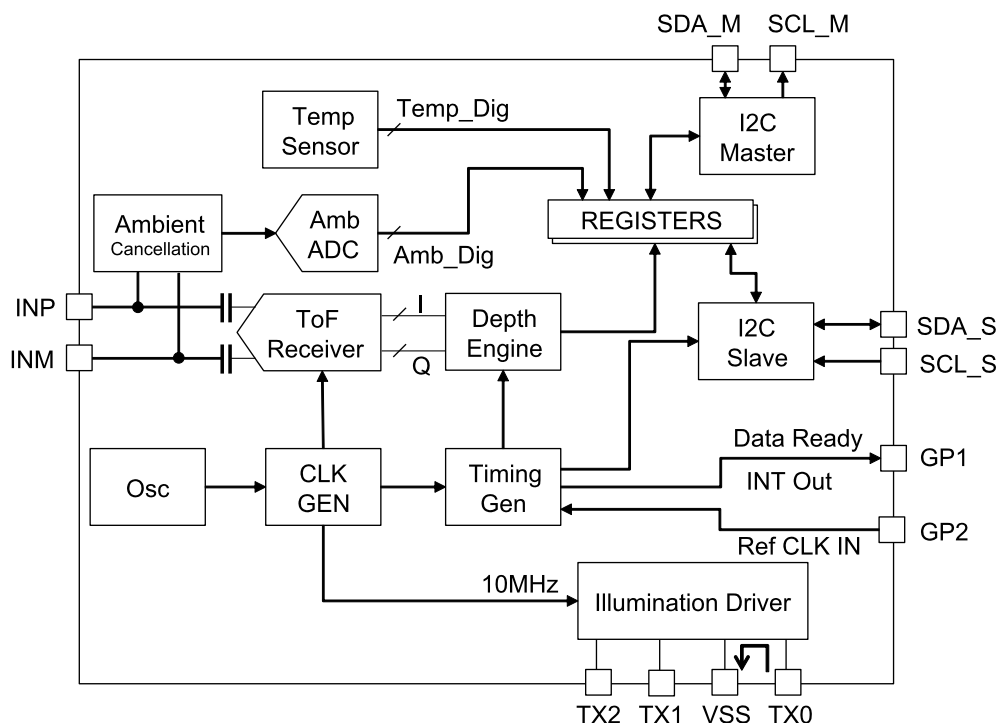 SDA_M
SCL_M
Temp
Sensor
Temp_Dig
I2C
Master
Ambient
Cancellation
Amb
ADC
Amb_Dig
REGISTERS
INP
INM
ToF
Receiver
I
Q
Depth
Engine
I2C
Slave
SDA_S
SCL_S
Osc
CLK
GEN
Timing
Gen
Data Ready
INT Out
GP1
Ref CLK IN
GP2
10MHz
Illumination Driver
TX2
TX1
VSS
TX0